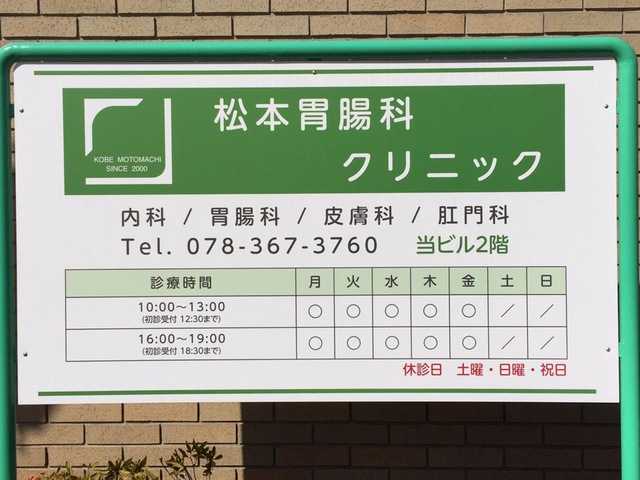 松本胃腸科
クリニック
KOBE MOTOMACHI
SINCE 2000
内科 / 胃腸科 / 皮膚科 / 肛門科
Tel. 078-367-3760 当ビル2階
診療時間 月 火 水 木 金 土 日
10:00～13:00 ○ ○ ○ ○ ○ ／ ／
(初診受付 12:30まで)
16:00～19:00 ○ ○ ○ ○ ○ ／ ／
(初診受付 18:30まで)
休診日 土曜・日曜・祝日